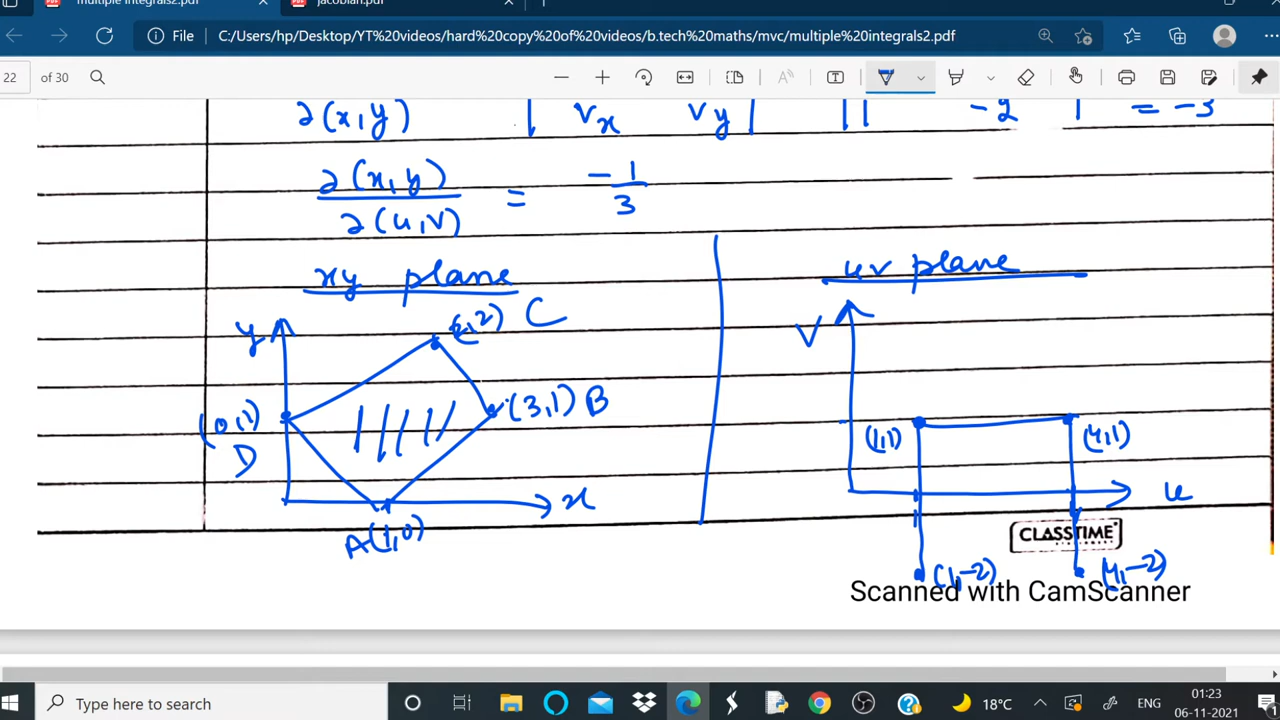 multiple integrals2.pdf
jacobian.pdf
File C:/Users/hp/Desktop/YT%20videos/hard%20copy%20of%20videos/b.tech%20maths/mvc/multiple%20integrals2.pdf
22 of 30
∂(x,y) | Vx Vy | | -2 1 = -3
∂(x,y) / ∂(u,v) = -1/3
xy plane
uv plane
y
(2,2) C
V
(0,1)
D
(3,1) B
(1,1)
(4,1)
x
u
A(1,0)
CLASSTIME
(1,-2)
(4,-2)
Scanned with CamScanner
Type here to search
18°C
ENG
01:23
06-11-2021